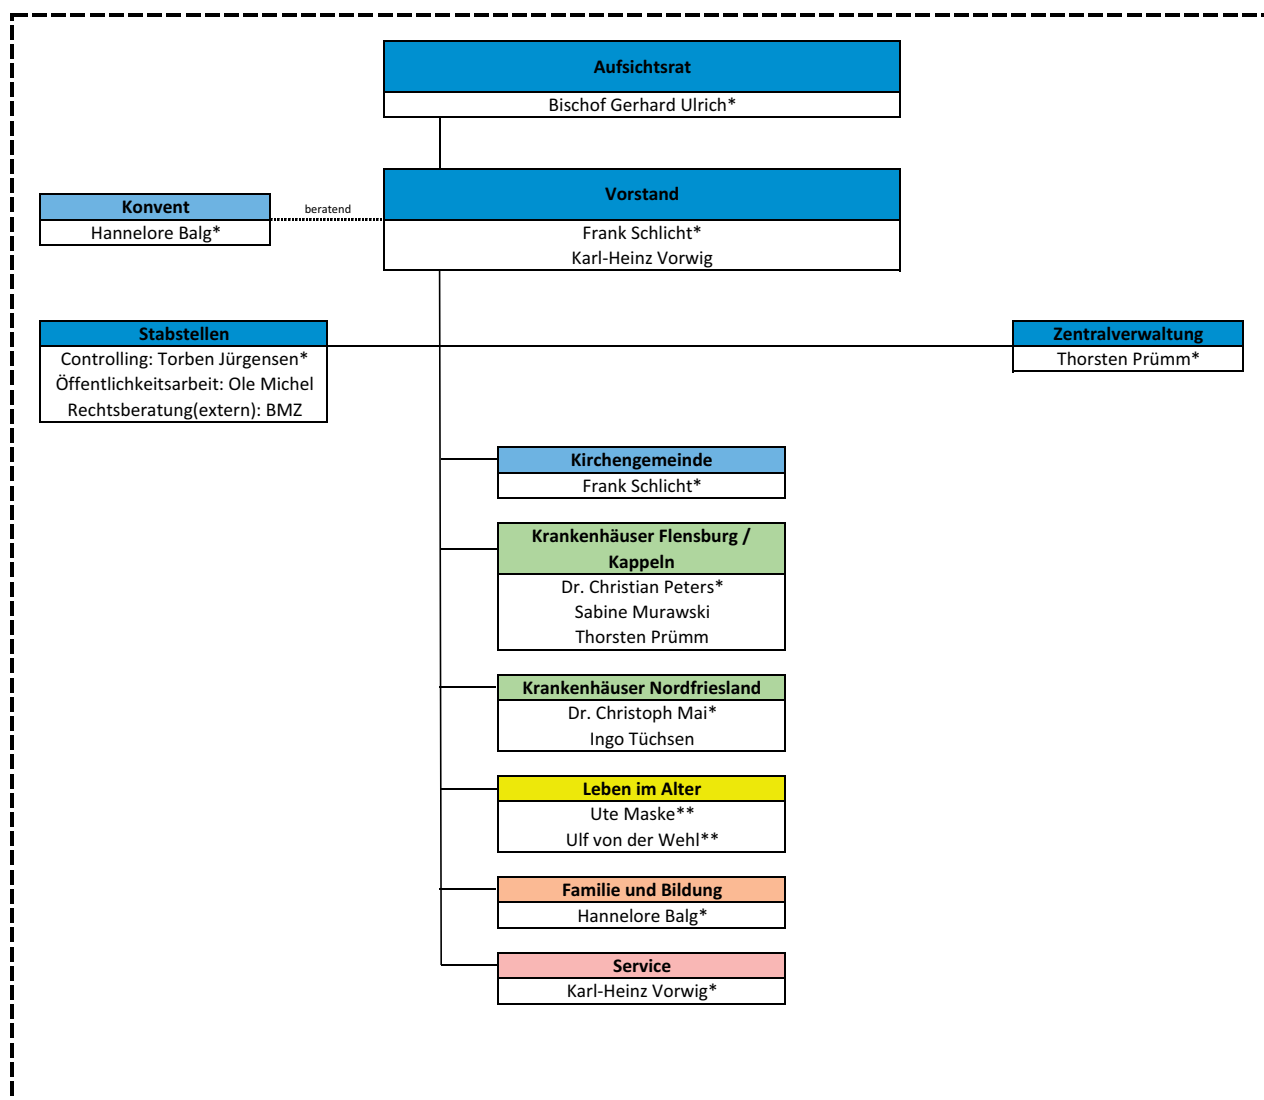 Aufsichtsrat
Bischof Gerhard Ulrich*
Vorstand
Frank Schlicht*
Karl-Heinz Vorwig
Konvent
Hannelore Balg*
beratend
Stabstellen
Controlling: Torben Jürgensen*
Öffentlichkeitsarbeit: Ole Michel
Rechtsberatung(extern): BMZ
Zentralverwaltung
Thorsten Prümm*
Kirchengemeinde
Frank Schlicht*
Krankenhäuser Flensburg /
Kappeln
Dr. Christian Peters*
Sabine Murawski
Thorsten Prümm
Krankenhäuser Nordfriesland
Dr. Christoph Mai*
Ingo Tüchsen
Leben im Alter
Ute Maske**
Ulf von der Wehl**
Familie und Bildung
Hannelore Balg*
Service
Karl-Heinz Vorwig*